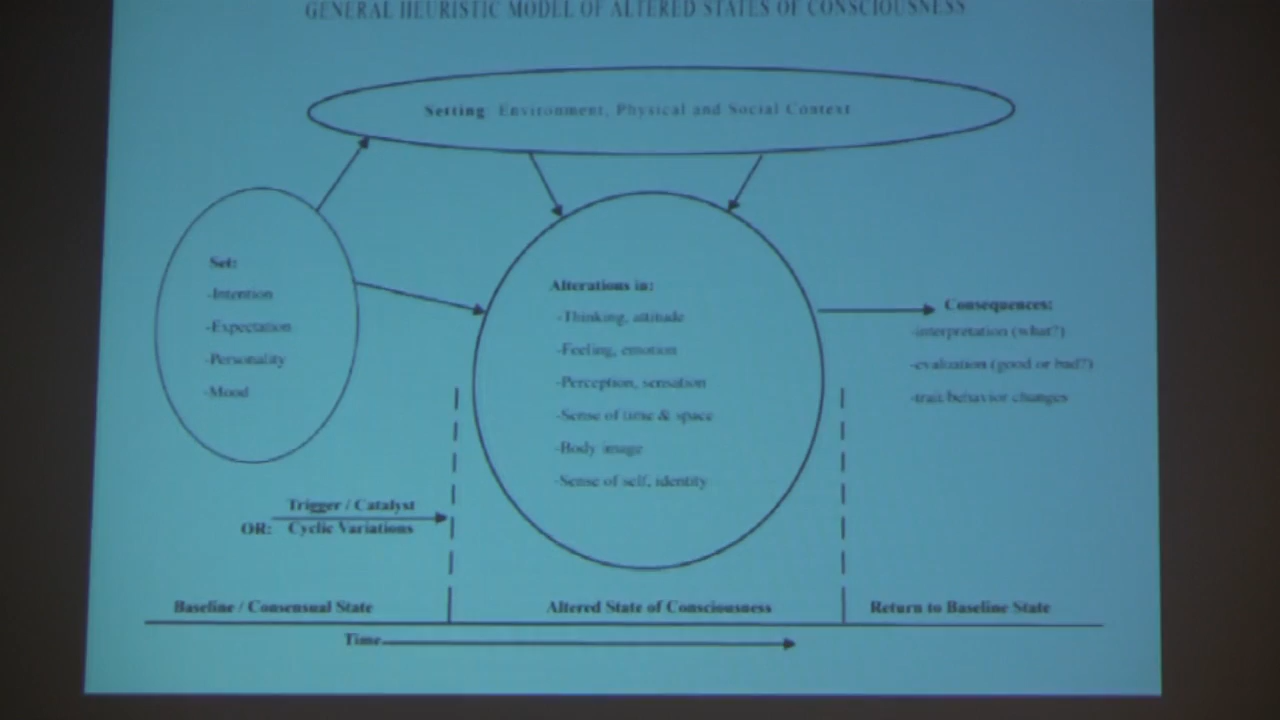 GENERAL HEURISTIC MODEL OF ALTERED STATES OF CONSCIOUSNESS
Setting: Environment, Physical and Social Context
Set:
-Intention
-Expectation
-Personality
-Mood
Alterations in:
-Thinking, attitude
-Feeling, emotion
-Perception, sensation
-Sense of time & space
-Body image
-Sense of self, identity
Consequences:
-interpretation (what?)
-evaluation (good or bad?)
-trait behavior changes
Trigger / Catalyst
OR: Cyclic Variations
Baseline / Consensual State
Altered State of Consciousness
Return to Baseline State
Time